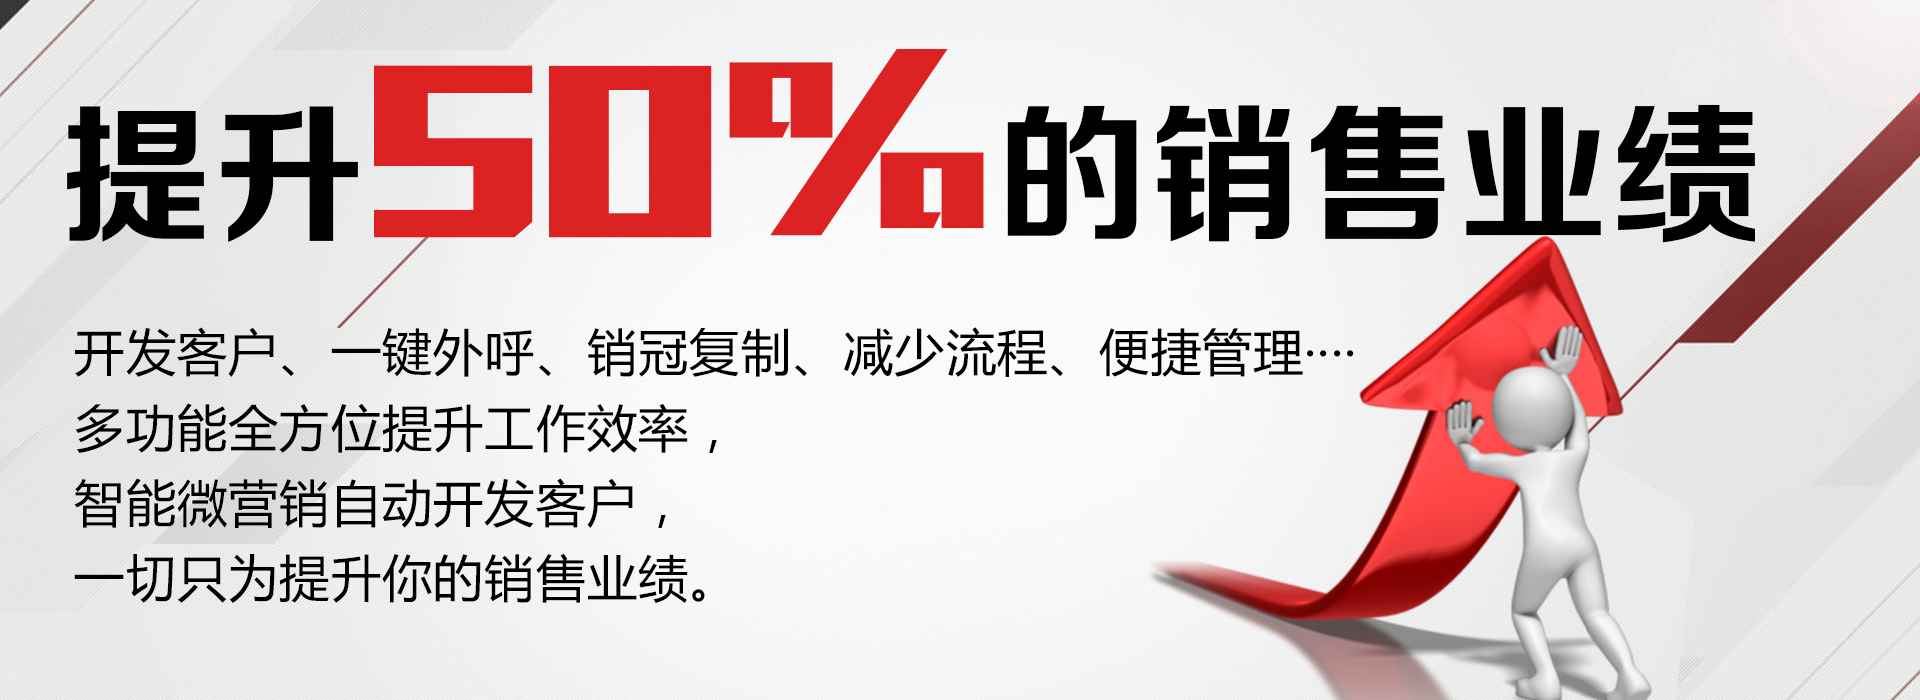 提升50%的销售业绩
开发客户、一键外呼、销冠复制、减少流程、便捷管理····
多功能全方位提升工作效率，
智能微营销自动开发客户，
一切只为提升你的销售业绩。